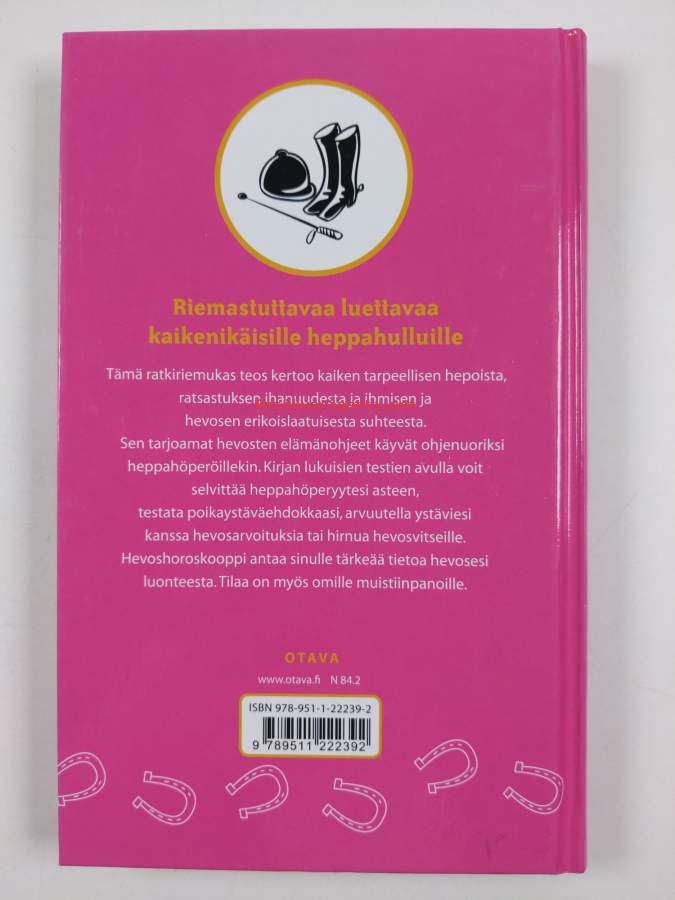 Riemastuttavaa luettavaa
kaikenikäisille heppahulluille
Tämä ratkiriemukas teos kertoo kaiken tarpeellisen hepoista,
ratsastuksen ihanuudesta ja ihmisen ja
hevosen erikoislaatuisesta suhteesta.
Sen tarjoamat hevosten elämänohjeet käyvät ohjenuoriksi
heppahöperöillekin. Kirjan lukuisien testien avulla voit
selvittää heppahöperyytesi asteen,
testata poikaystäväehdokkaasi, arvuutella ystäviesi
kanssa hevosarvoituksia tai hirnua hevosvitseille.
Hevoshoroskooppi antaa sinulle tärkeää tietoa hevosesi
luonteesta. Tilaa on myös omille muistiinpanoille.
OTAVA
www.otava.fi N 84.2
ISBN 978-951-1-22239-2
9 789511 222392